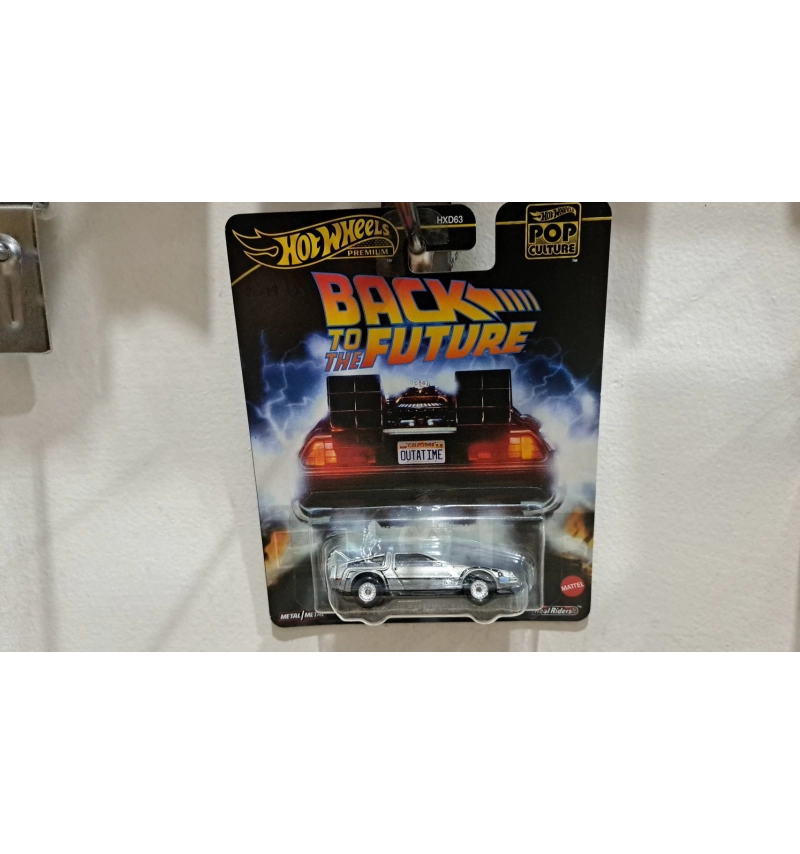 HOT WHEELS
PREMIUM
HXD63
HOT WHEELS
POP
CULTURE
BACK
TO
THE FUTURE
CALIFORNIA
OUTATIME
MATTEL
METAL/METAL
Real Riders